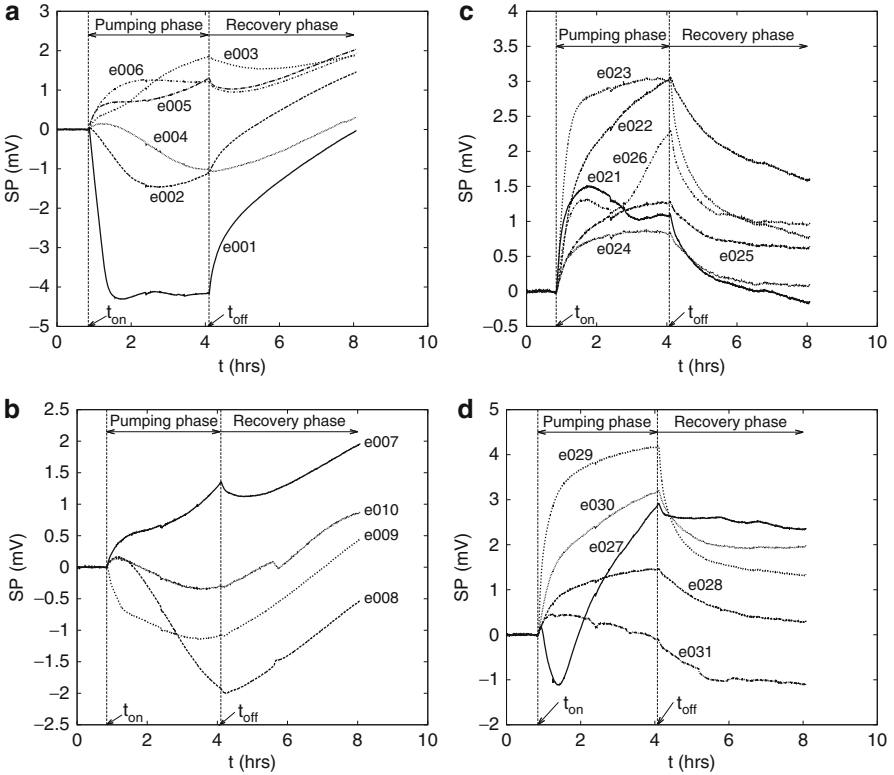 a
Pumping phase
Recovery phase
3
2
1
0
−1
−2
−3
−4
−5
SP (mV)
e006
e003
e005
e004
e002
e001
t_on
t_off
0 2 4 6 8 10
t (hrs)
c
Pumping phase
Recovery phase
4
3.5
3
2.5
2
1.5
1
0.5
0
−0.5
SP (mV)
e023
e022
e026
e021
e025
e024
t_on
t_off
0 2 4 6 8 10
t (hrs)
b
Pumping phase
Recovery phase
2.5
2
1.5
1
0.5
0
−0.5
−1
−1.5
−2
−2.5
SP (mV)
e007
e010
e009
e008
t_on
t_off
0 2 4 6 8 10
t (hrs)
d
Pumping phase
Recovery phase
5
4
3
2
1
0
−1
−2
SP (mV)
e029
e030
e027
e028
e031
t_on
t_off
0 2 4 6 8 10
t (hrs)